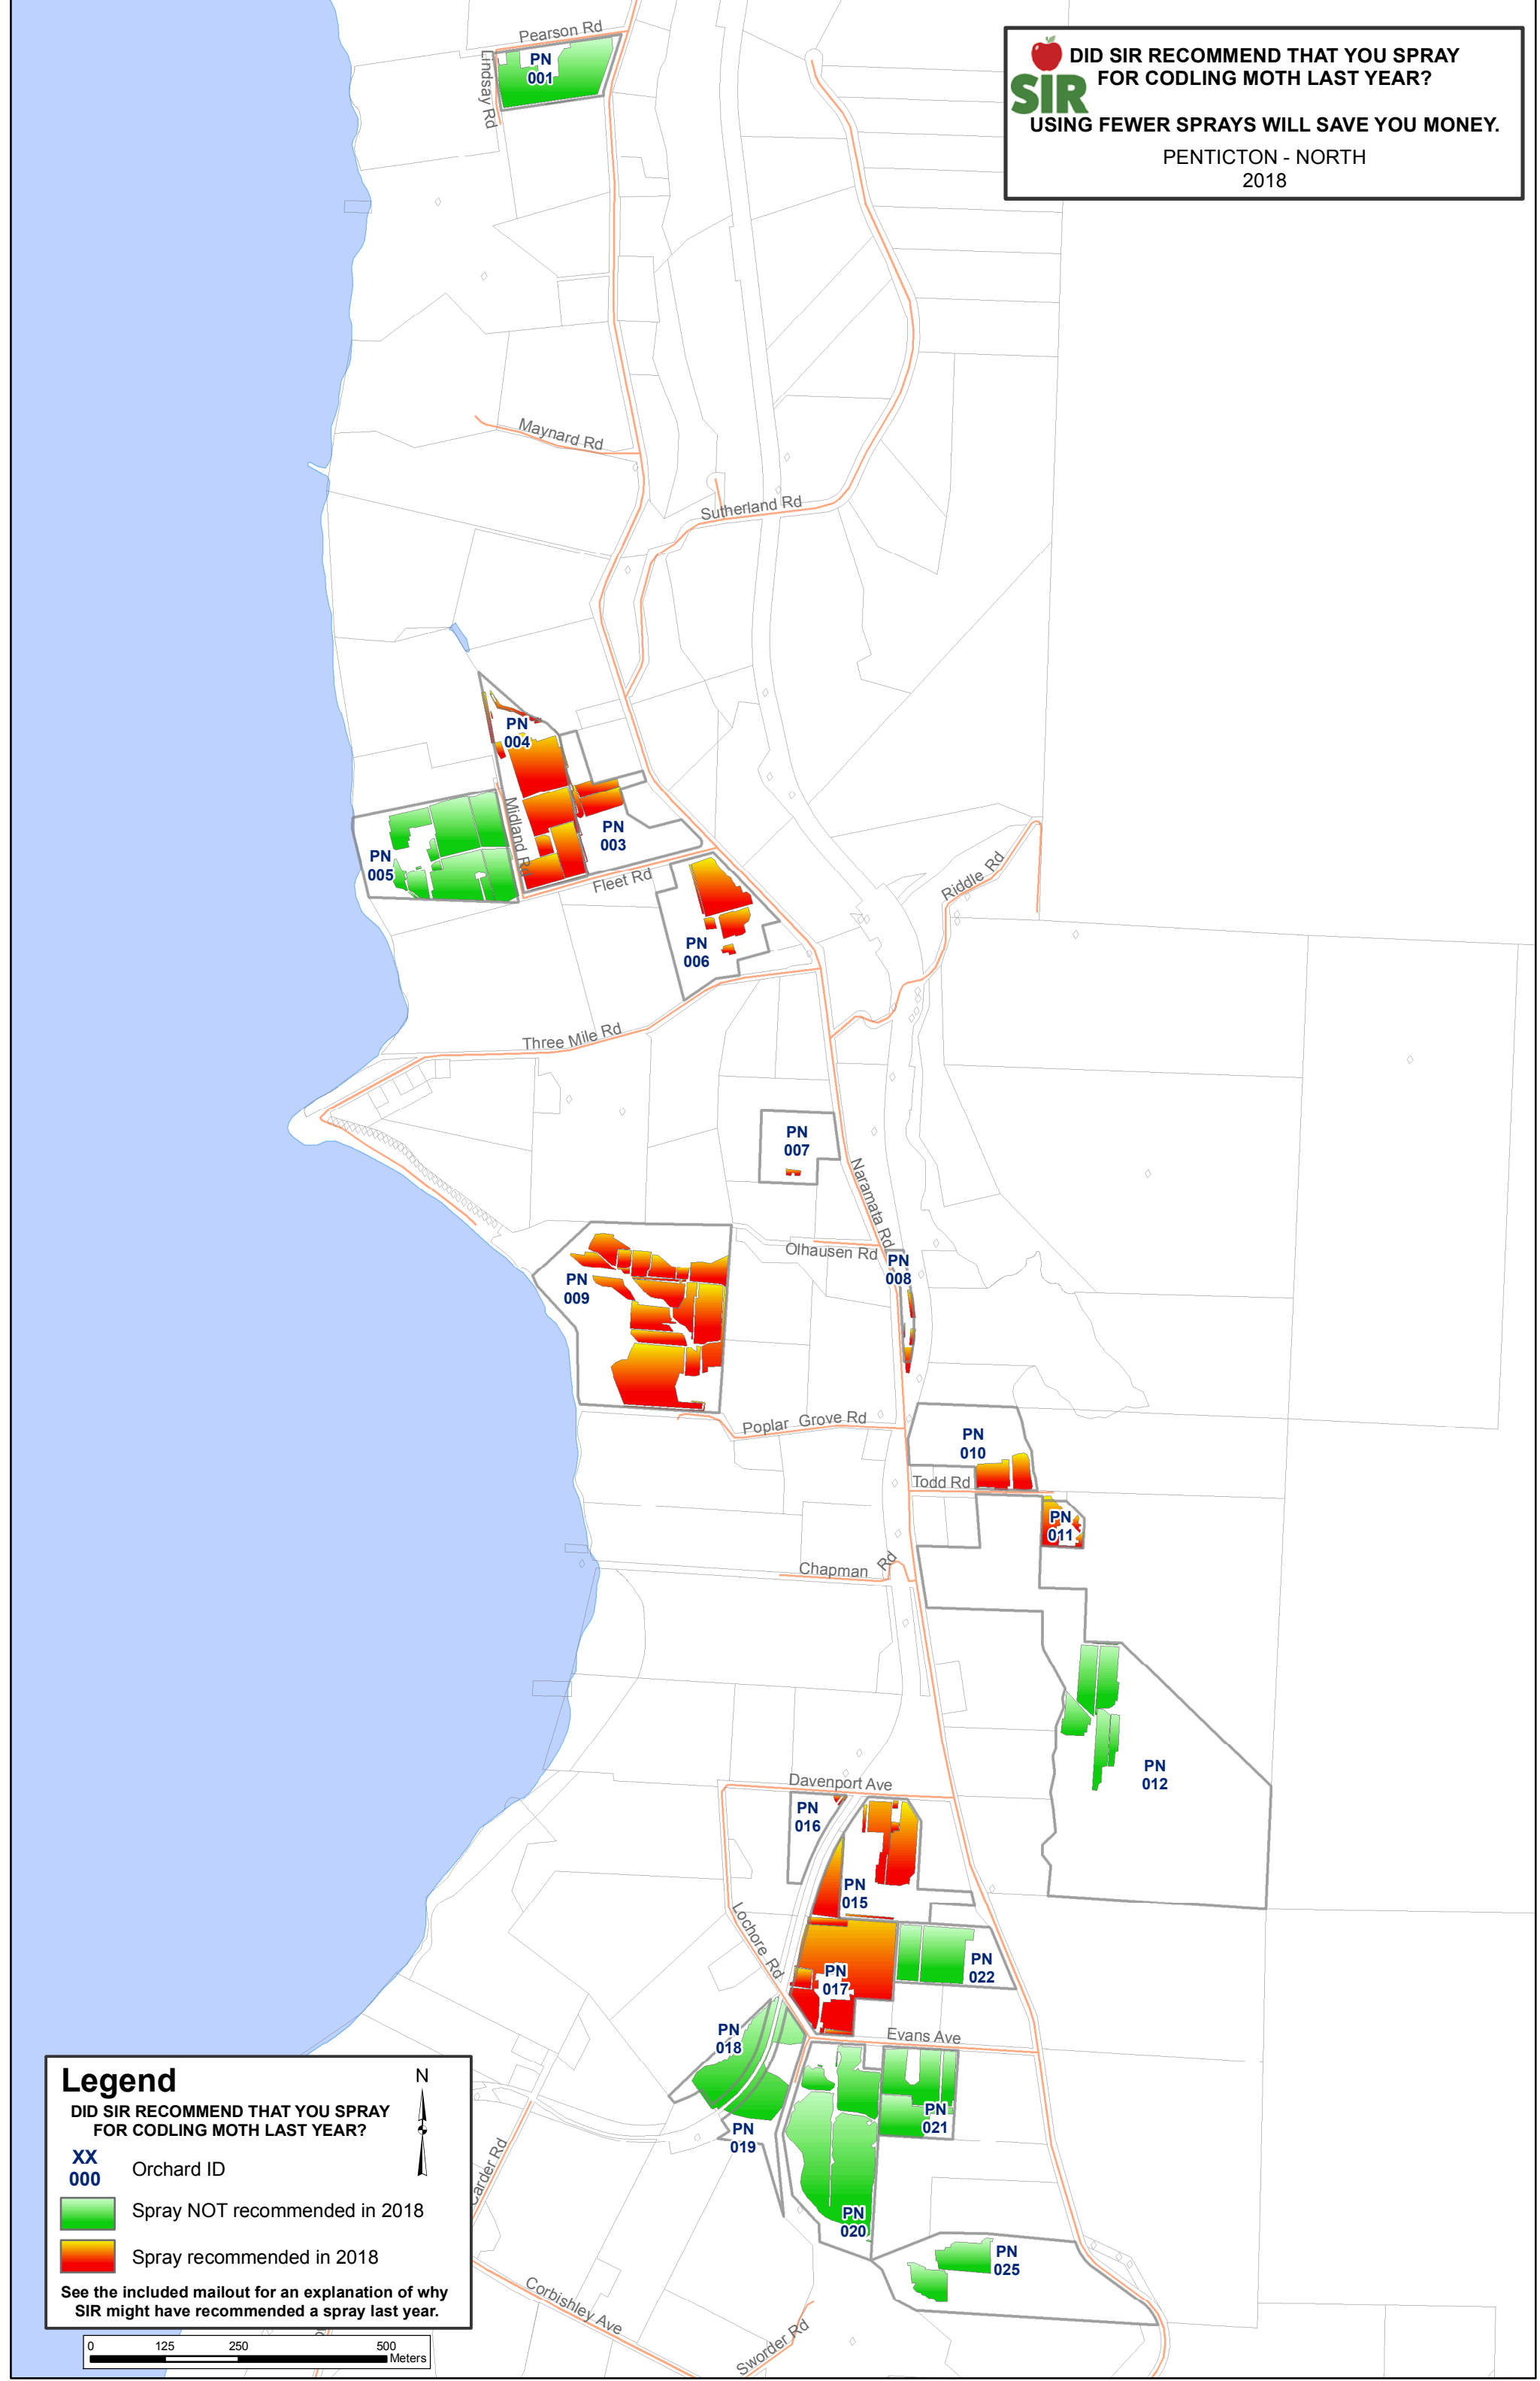 Pearson Rd
Lindsay Rd
PN
001
SIR
DID SIR RECOMMEND THAT YOU SPRAY
FOR CODLING MOTH LAST YEAR?
USING FEWER SPRAYS WILL SAVE YOU MONEY.
PENTICTON - NORTH
2018
Maynard Rd
Sutherland Rd
PN
004
Midland Rd
PN
003
PN
005
Fleet Rd
Riddle Rd
PN
006
Three Mile Rd
PN
007
Naramata Rd
Olhausen Rd
PN
008
PN
009
Poplar Grove Rd
PN
010
Todd Rd
PN
011
Chapman Rd
PN
012
Davenport Ave
PN
016
PN
015
Lochore Rd
PN
022
PN
017
PN
018
Evans Ave
PN
021
PN
019
PN
020
PN
025
Carder Rd
Corbishley Ave
Sworder Rd
Legend
N
DID SIR RECOMMEND THAT YOU SPRAY
FOR CODLING MOTH LAST YEAR?
XX
000
Orchard ID
Spray NOT recommended in 2018
Spray recommended in 2018
See the included mailout for an explanation of why
SIR might have recommended a spray last year.
0 125 250 500
Meters